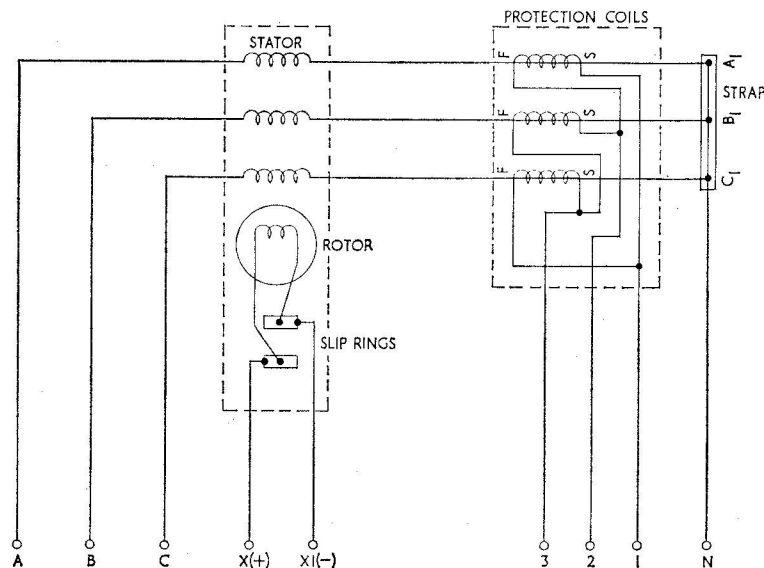 PROTECTION COILS
STATOR
F S A1
STRAP
F S B1
F S C1
ROTOR
SLIP RINGS
A B C X(+) X1(-) 3 2 1 N